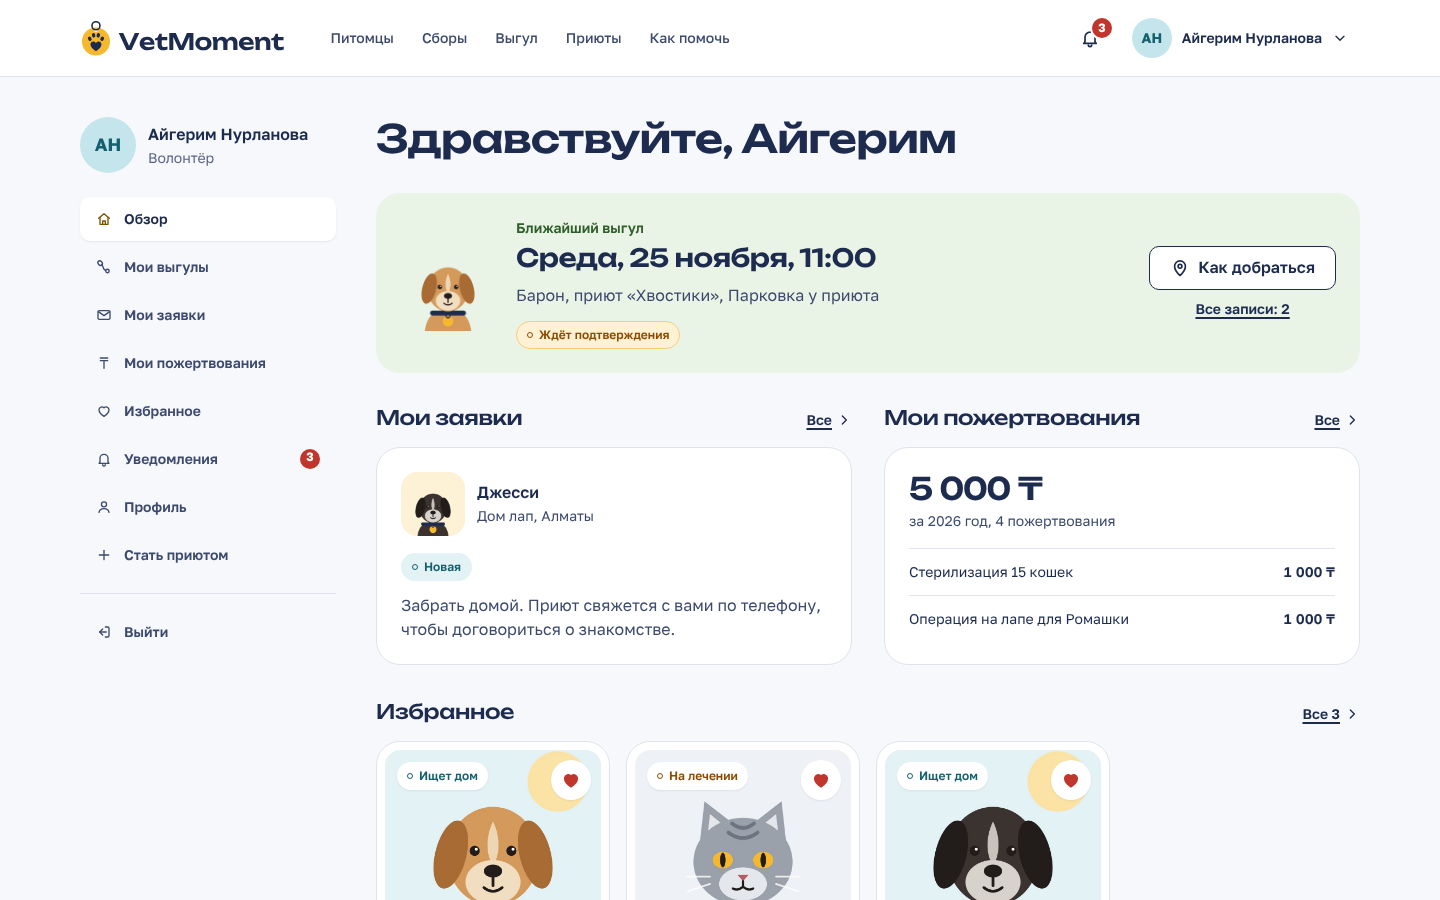 VetMoment
Питомцы
Сборы
Выгул
Приюты
Как помочь
3
АН
Айгерим Нурланова
АН
Айгерим Нурланова
Волонтёр
Обзор
Мои выгулы
Мои заявки
Мои пожертвования
Избранное
Уведомления
3
Профиль
Стать приютом
Выйти
Здравствуйте, Айгерим
Ближайший выгул
Среда, 25 ноября, 11:00
Барон, приют «Хвостики», Парковка у приюта
Ждёт подтверждения
Как добраться
Все записи: 2
Мои заявки
Все
Джесси
Дом лап, Алматы
Новая
Забрать домой. Приют свяжется с вами по телефону,
чтобы договориться о знакомстве.
Мои пожертвования
Все
5 000 ₸
за 2026 год, 4 пожертвования
Стерилизация 15 кошек
1 000 ₸
Операция на лапе для Ромашки
1 000 ₸
Избранное
Все 3
Ищет дом
На лечении
Ищет дом